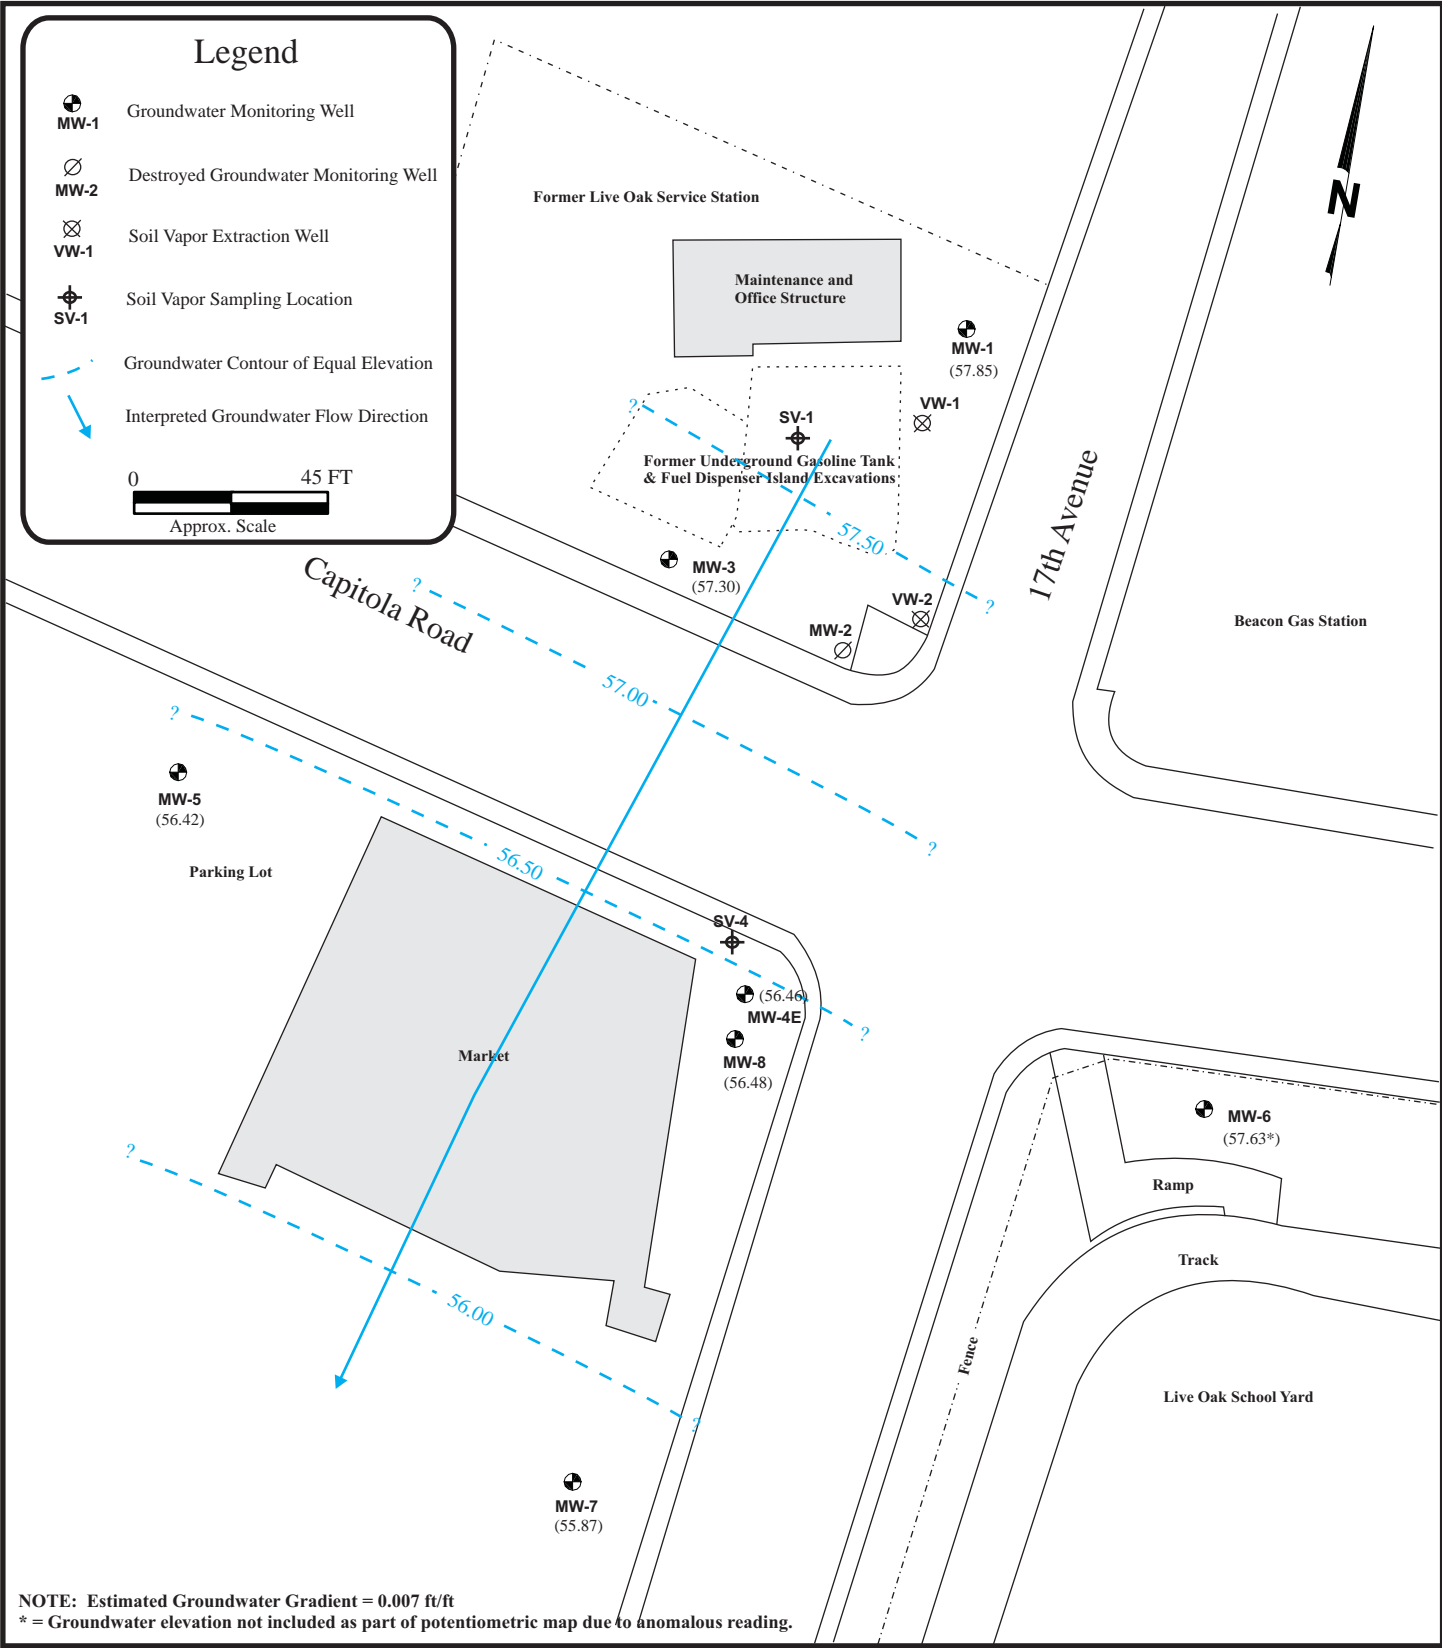 Legend
MW-1
Groundwater Monitoring Well
MW-2
Destroyed Groundwater Monitoring Well
VW-1
Soil Vapor Extraction Well
SV-1
Soil Vapor Sampling Location
Groundwater Contour of Equal Elevation
Interpreted Groundwater Flow Direction
0 45 FT
Approx. Scale
N
Former Live Oak Service Station
Maintenance and
Office Structure
MW-1
(57.85)
VW-1
SV-1
?
Former Underground Gasoline Tank
& Fuel Dispenser Island Excavations
57.50
?
17th Avenue
MW-3
(57.30)
VW-2
MW-2
Beacon Gas Station
Capitola Road
?
57.00
?
?
MW-5
(56.42)
Parking Lot
56.50
?
SV-4
(56.46)
MW-4E
MW-8
(56.48)
Market
MW-6
(57.63*)
Ramp
Track
Fence
Live Oak School Yard
?
56.00
?
MW-7
(55.87)
NOTE: Estimated Groundwater Gradient = 0.007 ft/ft
* = Groundwater elevation not included as part of potentiometric map due to anomalous reading.